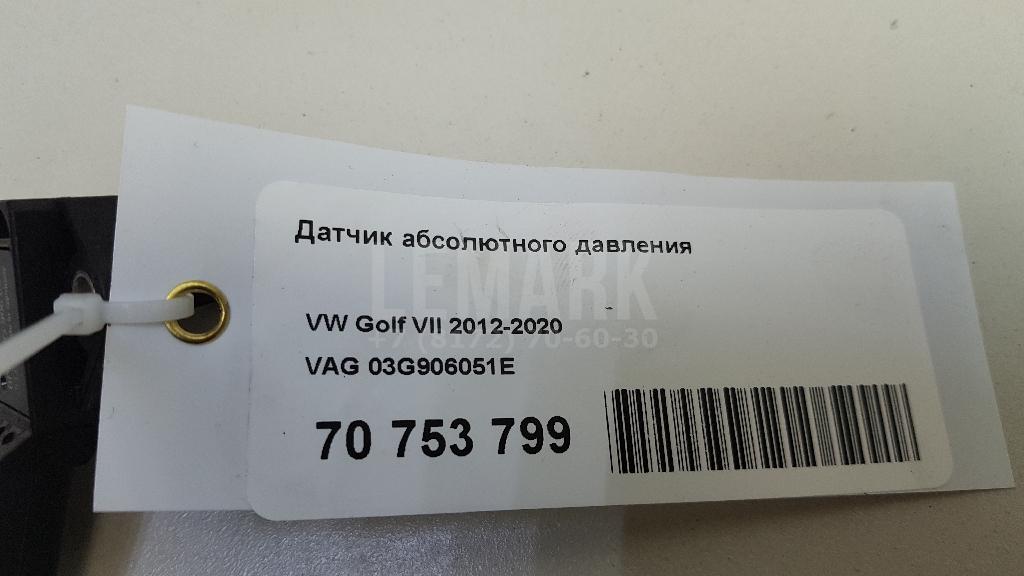 Датчик абсолютного давления
LEMARK
VW Golf VII 2012-2020
+7 (8172) 70-60-30
VAG 03G906051E
70 753 799